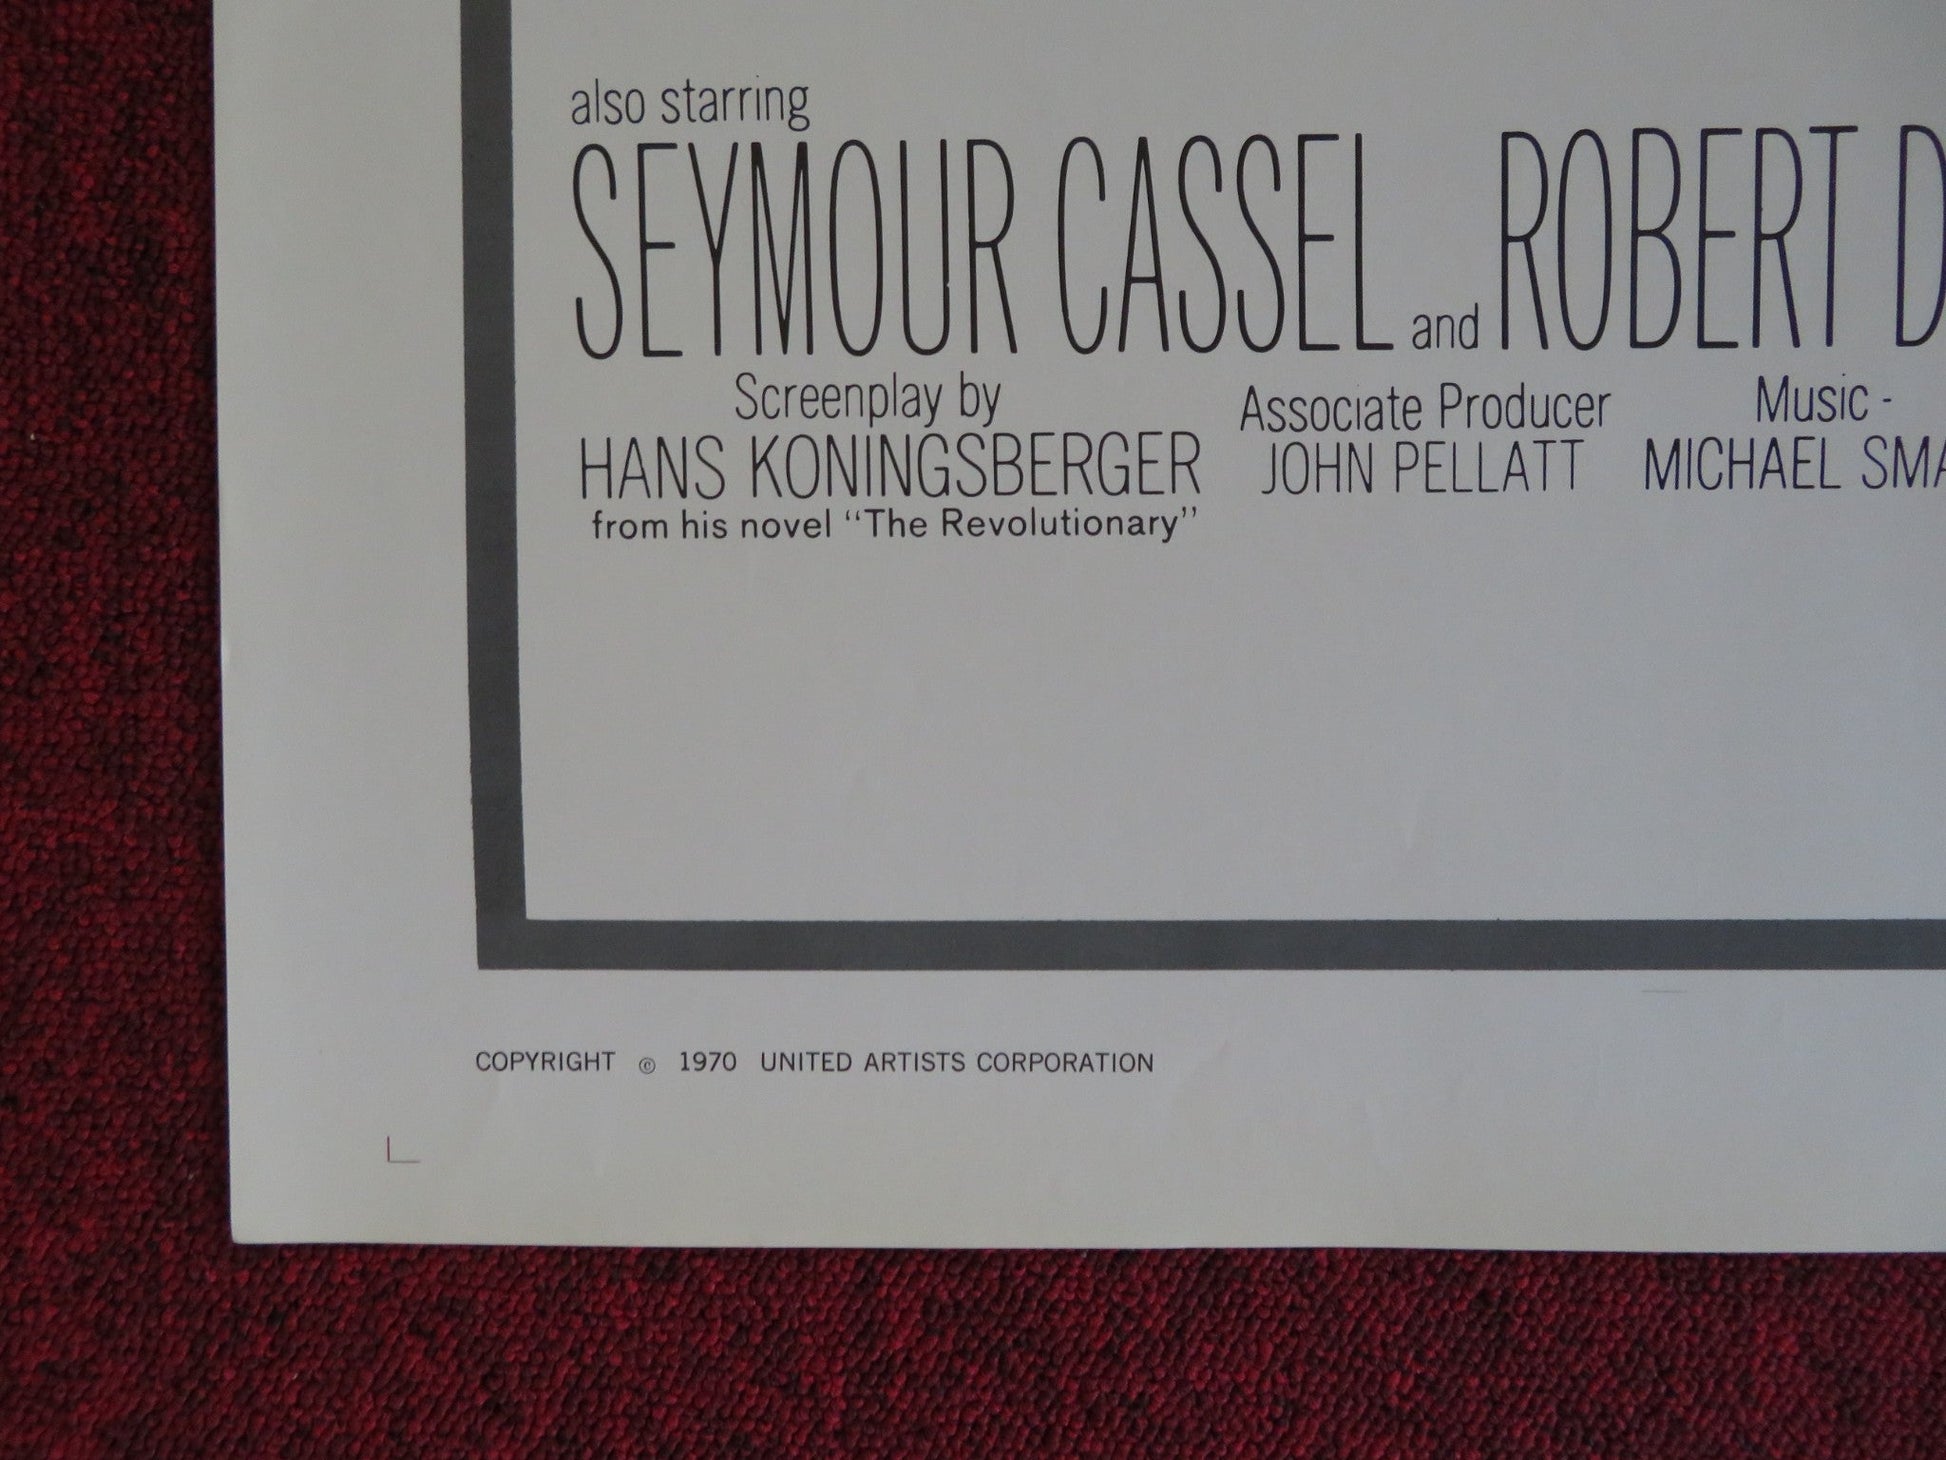 also starring
SEYMOUR CASSEL and ROBERT
Screenplay by
HANS KONINGSBERGER
from his novel "The Revolutionary"
Associate Producer
JOHN PELLATT
Music -
MICHAEL
COPYRIGHT © 1970 UNITED ARTISTS CORPORATION